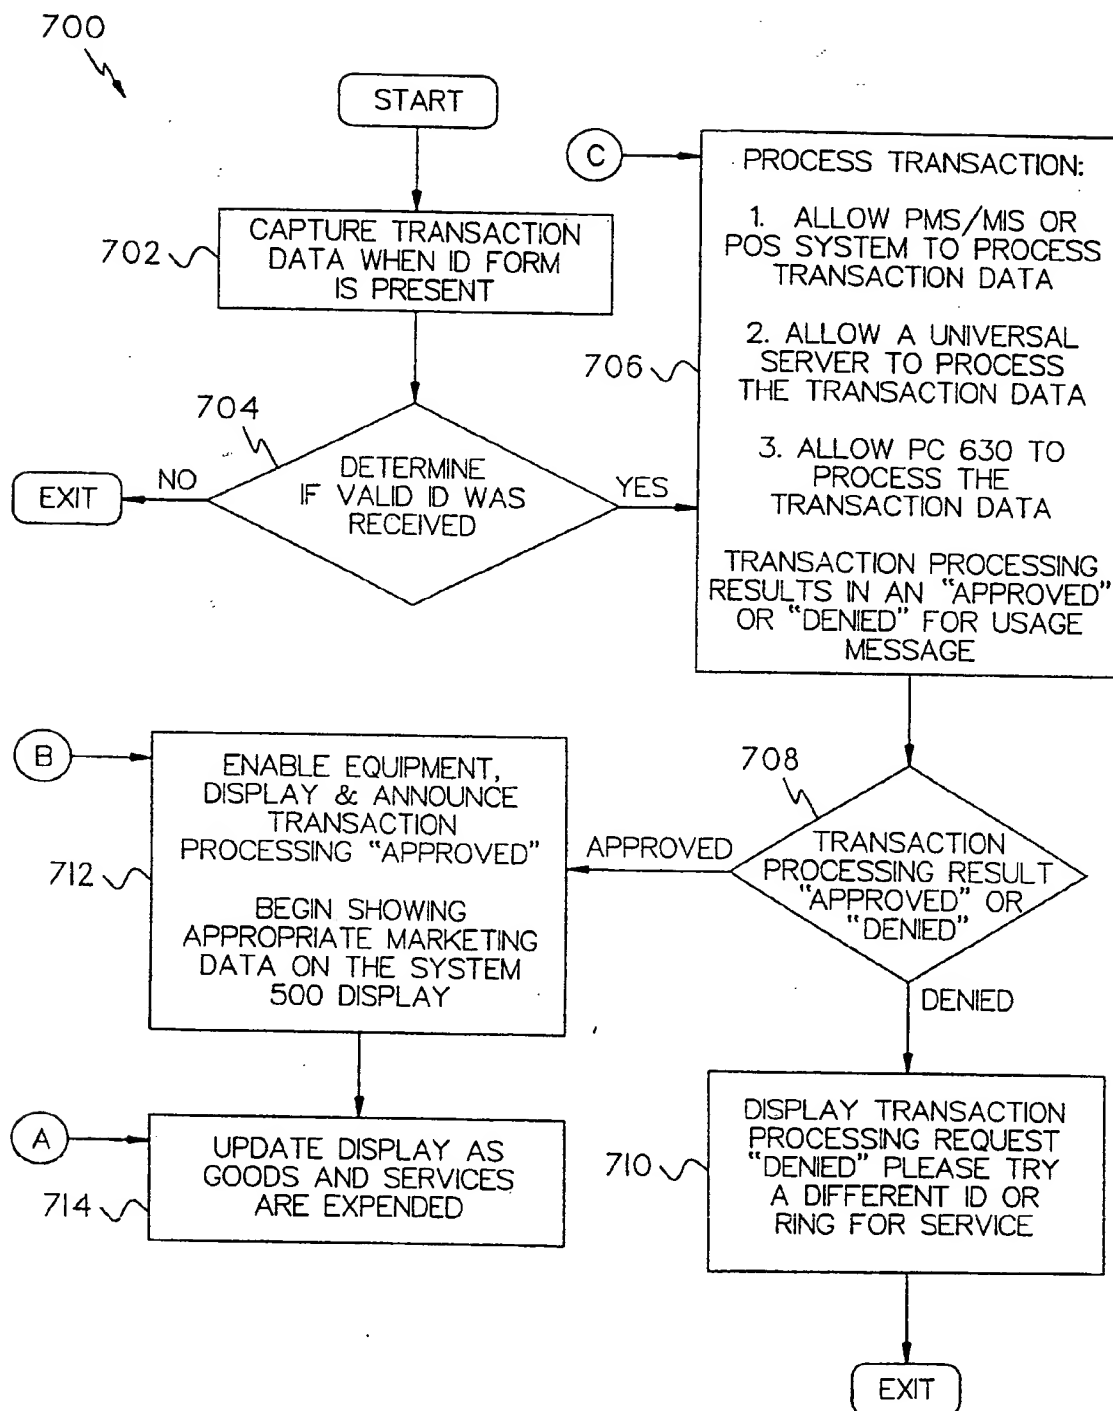 700
START
CAPTURE TRANSACTION
DATA WHEN ID FORM
IS PRESENT
702
704
DETERMINE
IF VALID ID WAS
RECEIVED
NO
EXIT
YES
C
PROCESS TRANSACTION:
1. ALLOW PMS/MIS OR
POS SYSTEM TO PROCESS
TRANSACTION DATA
2. ALLOW A UNIVERSAL
SERVER TO PROCESS
THE TRANSACTION DATA
3. ALLOW PC 630 TO
PROCESS THE
TRANSACTION DATA
TRANSACTION PROCESSING
RESULTS IN AN "APPROVED"
OR "DENIED" FOR USAGE
MESSAGE
706
708
TRANSACTION
PROCESSING RESULT
"APPROVED" OR
"DENIED"
APPROVED
DENIED
B
ENABLE EQUIPMENT,
DISPLAY & ANNOUNCE
TRANSACTION
PROCESSING "APPROVED"
BEGIN SHOWING
APPROPRIATE MARKETING
DATA ON THE SYSTEM
500 DISPLAY
712
A
UPDATE DISPLAY AS
GOODS AND SERVICES
ARE EXPENDED
714
DISPLAY TRANSACTION
PROCESSING REQUEST
"DENIED" PLEASE TRY
A DIFFERENT ID OR
RING FOR SERVICE
710
EXIT